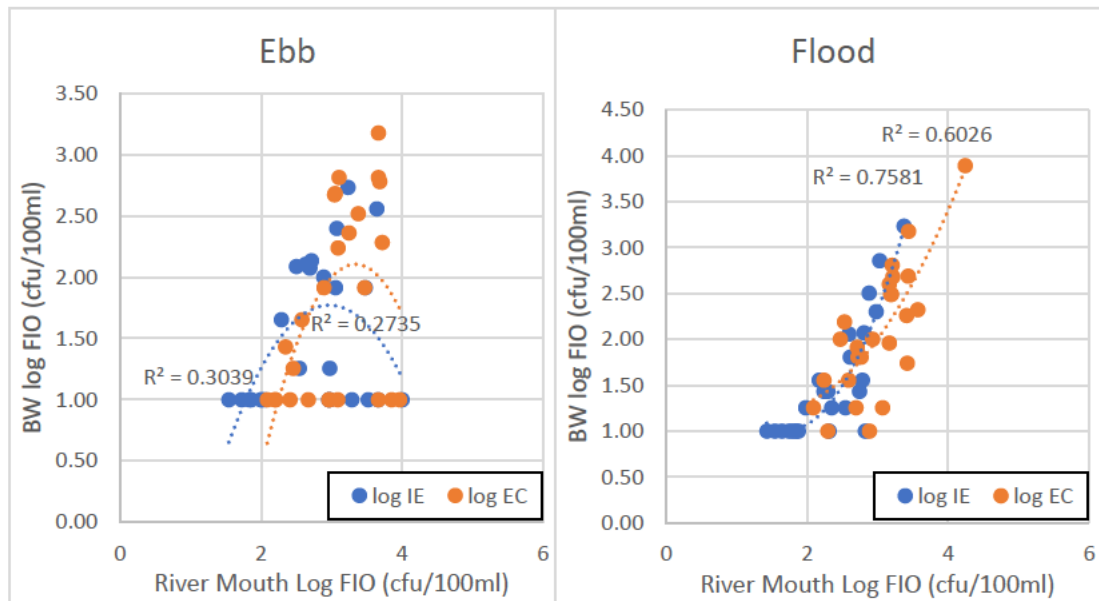 Ebb
3.50
3.00
2.50
2.00
1.50
1.00
0.50
0.00
BW log FIO (cfu/100ml)
R² = 0.2735
R² = 0.3039
log IE log EC
0 2 4 6
River Mouth Log FIO (cfu/100ml)
Flood
4.50
4.00
3.50
3.00
2.50
2.00
1.50
1.00
0.50
0.00
BW log FIO (cfu/100ml)
R² = 0.6026
R² = 0.7581
log IE log EC
0 2 4 6
River Mouth Log FIO (cfu/100ml)